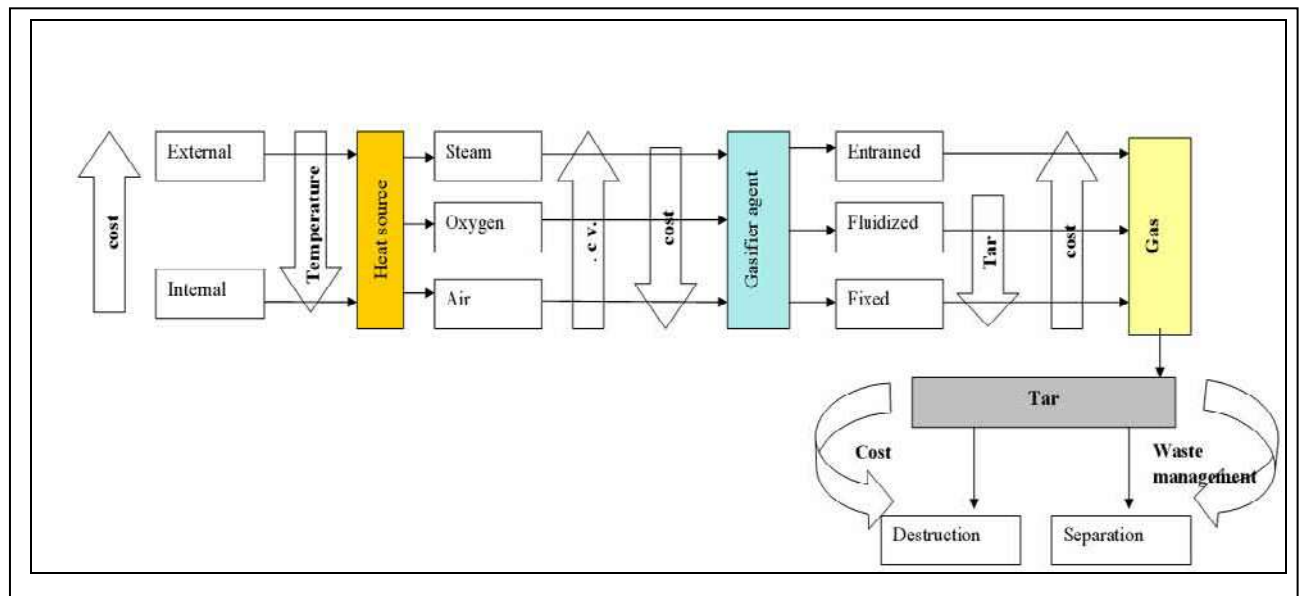 cost
External
Internal
Temperature
Heat source
Steam
Oxygen
Air
. c v.
cost
Gasifier agent
Entrained
Fluidized
Fixed
Tar
cost
Gas
Tar
Cost
Waste
management
Destruction
Separation